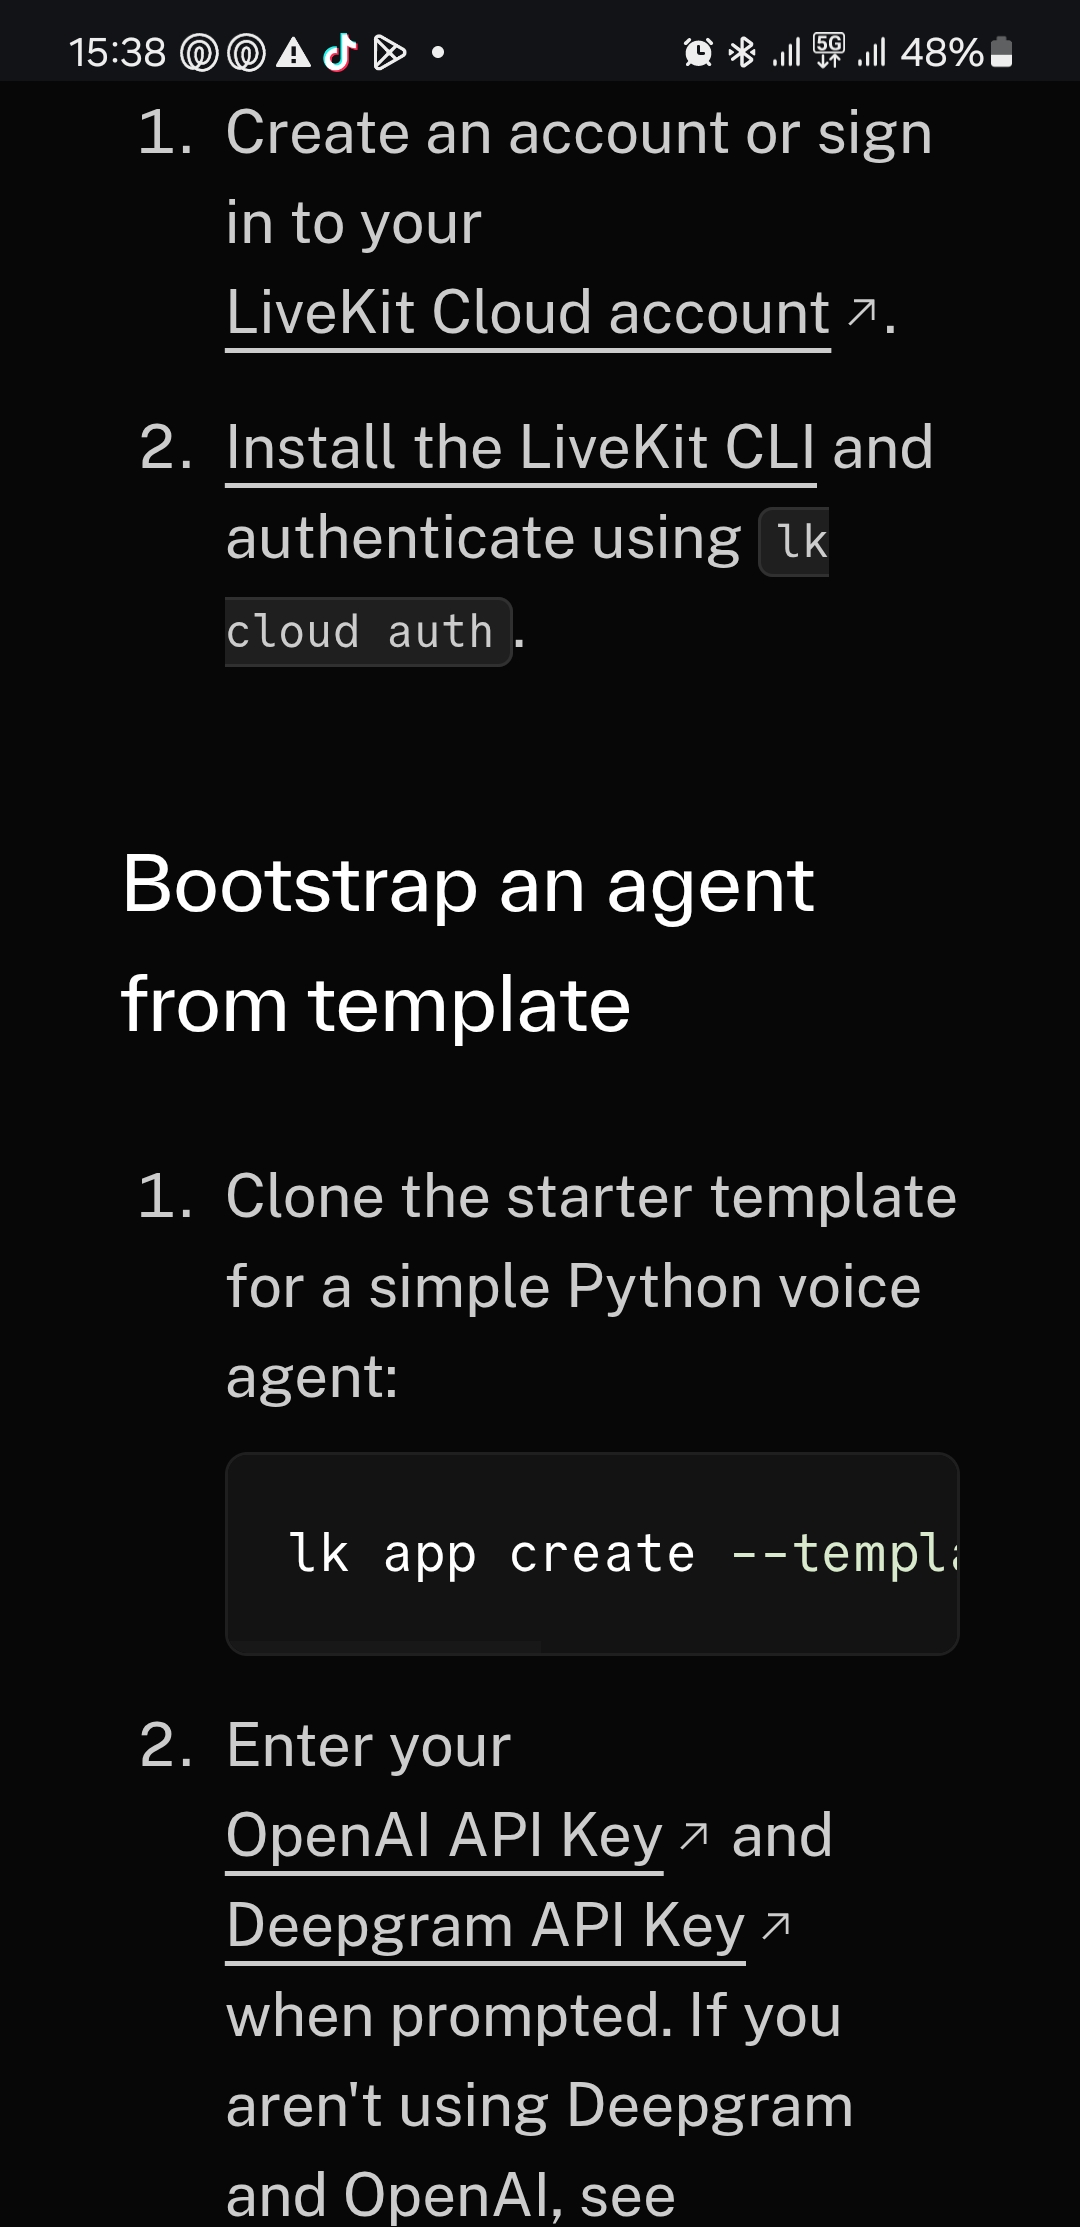 15:38 5G 48%
1. Create an account or sign
in to your
LiveKit Cloud account ↗.
2. Install the LiveKit CLI and
authenticate using lk
cloud auth.
Bootstrap an agent
from template
1. Clone the starter template
for a simple Python voice
agent:
lk app create --templa
2. Enter your
OpenAI API Key ↗ and
Deepgram API Key ↗
when prompted. If you
aren't using Deepgram
and OpenAI, see